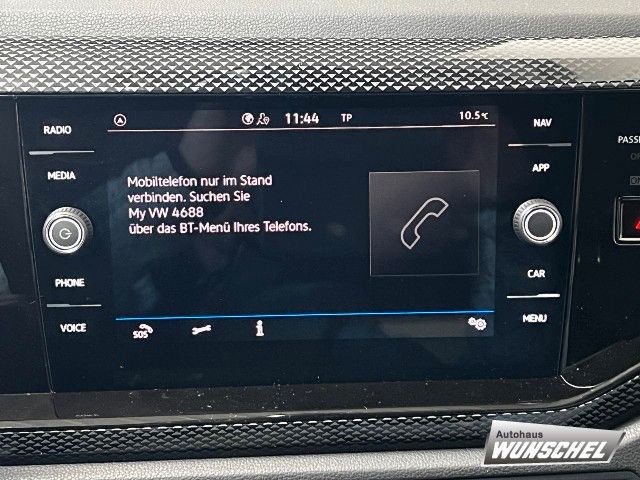 RADIO
MEDIA
PHONE
VOICE
11:44 TP 10.5°C
Mobiltelefon nur im Stand
verbinden. Suchen Sie
My VW 4688
über das BT-Menü Ihres Telefons.
SOS
NAV
APP
CAR
MENU
PASSE
Autohaus
WUNSCHEL